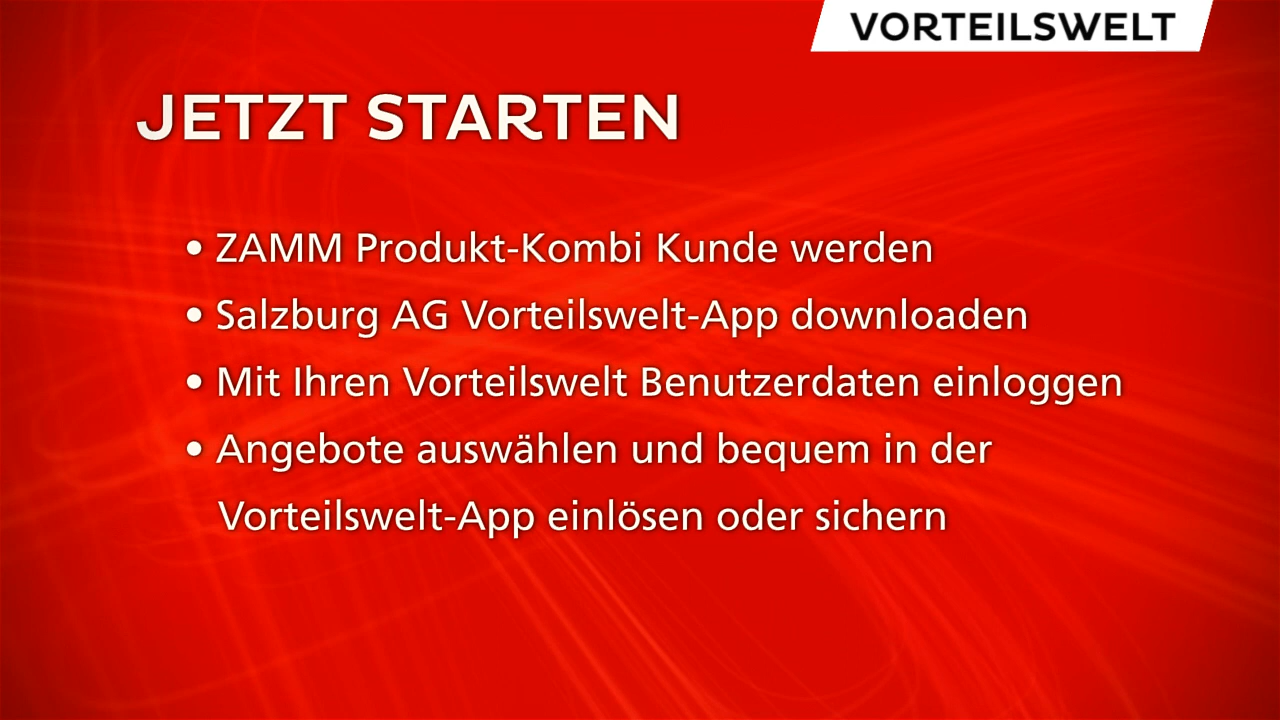 VORTEILSWELT
JETZT STARTEN
• ZAMM Produkt-Kombi Kunde werden
• Salzburg AG Vorteilswelt-App downloaden
• Mit Ihren Vorteilswelt Benutzerdaten einloggen
• Angebote auswählen und bequem in der
Vorteilswelt-App einlösen oder sichern